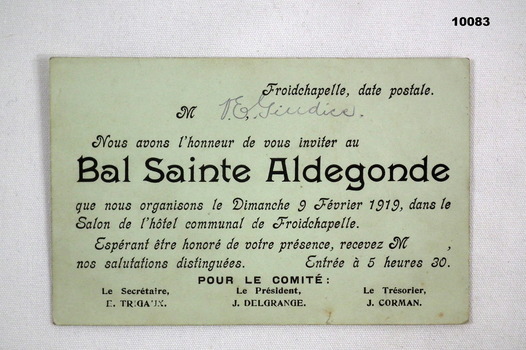 10083
Froidchapelle, date postale.
M E. Giudice.
Nous avons l'honneur de vous inviter au
Bal Sainte Aldegonde
que nous organisons le Dimanche 9 Février 1919, dans le
Salon de l'hôtel communal de Froidchapelle.
Espérant être honoré de votre présence, recevez M ,
nos salutations distinguées. Entrée à 5 heures 30.
POUR LE COMITÉ:
Le Secrétaire, Le Président, Le Trésorier,
E. TRIGAUX. J. DELGRANGE. J. CORMAN.